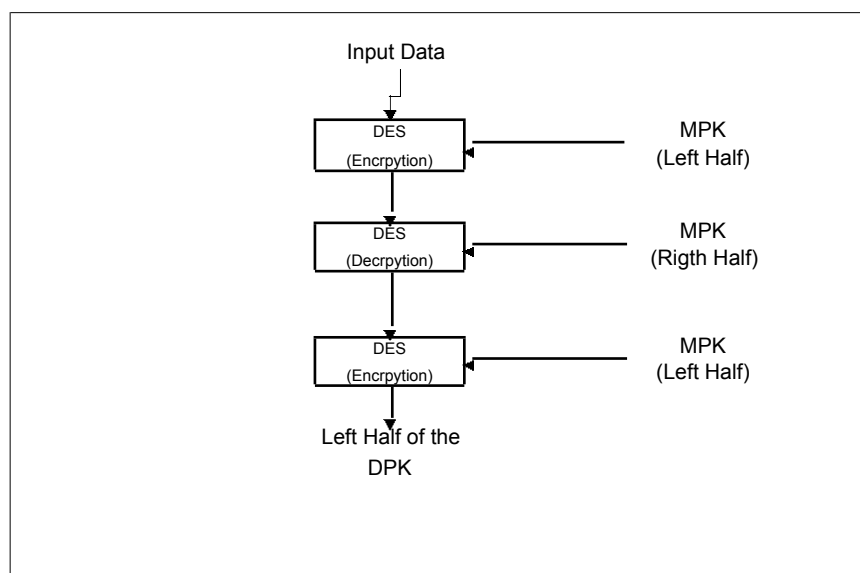 Input Data
DES
(Encrpytion)
MPK
(Left Half)
DES
(Decrpytion)
MPK
(Rigth Half)
DES
(Encrpytion)
MPK
(Left Half)
Left Half of the
DPK